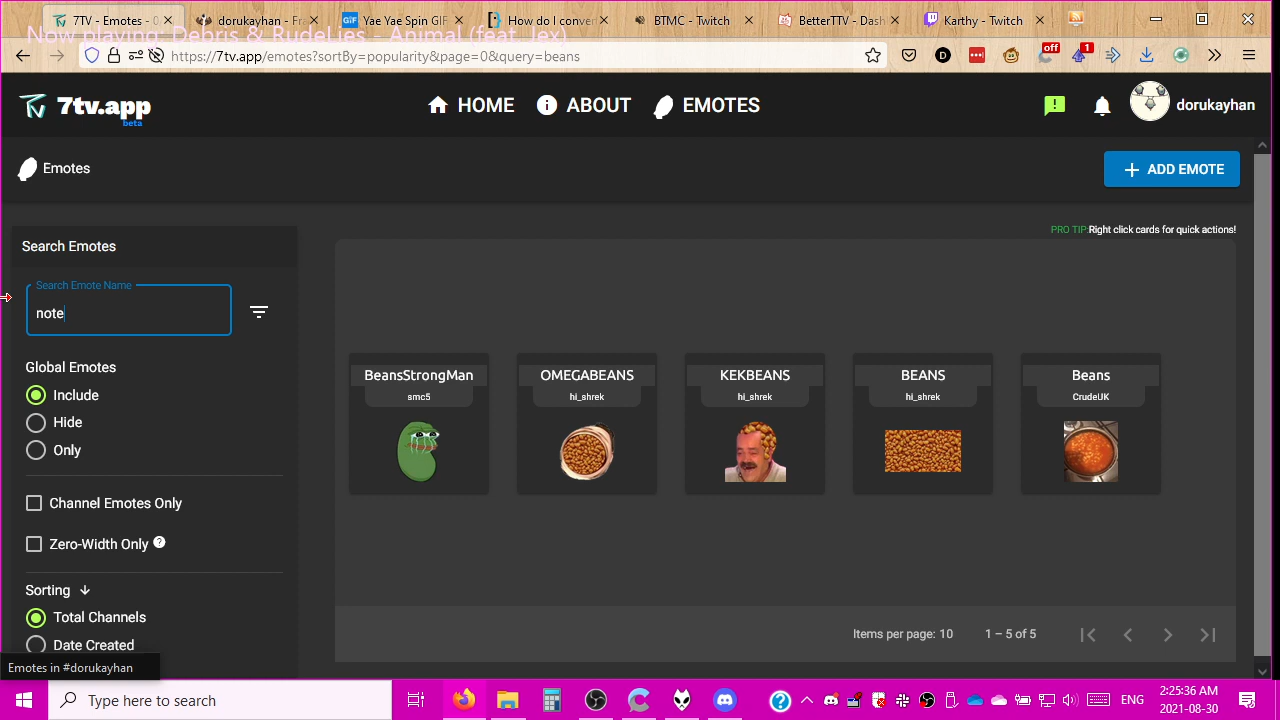 7TV - Emotes - 0
dorukayhan - Fra
GIF Yae Yae Spin GIF
How do I conver
BTMC - Twitch
BetterTTV - Dash
Karthy - Twitch
Now playing: Debris & RudeLies - Animal (feat. Jex)
https://7tv.app/emotes?sortBy=popularity&page=0&query=beans
D
off
1
7tv.app
beta
HOME
ABOUT
EMOTES
dorukayhan
Emotes
ADD EMOTE
PRO TIP:Right click cards for quick actions!
Search Emotes
Search Emote Name
note
Global Emotes
Include
Hide
Only
Channel Emotes Only
Zero-Width Only
Sorting
Total Channels
Date Created
BeansStrongMan
smc5
OMEGABEANS
hi_shrek
KEKBEANS
hi_shrek
BEANS
hi_shrek
Beans
CrudeUK
Items per page: 10
1 – 5 of 5
Emotes in #dorukayhan
Type here to search
ENG
2:25:36 AM
2021-08-30